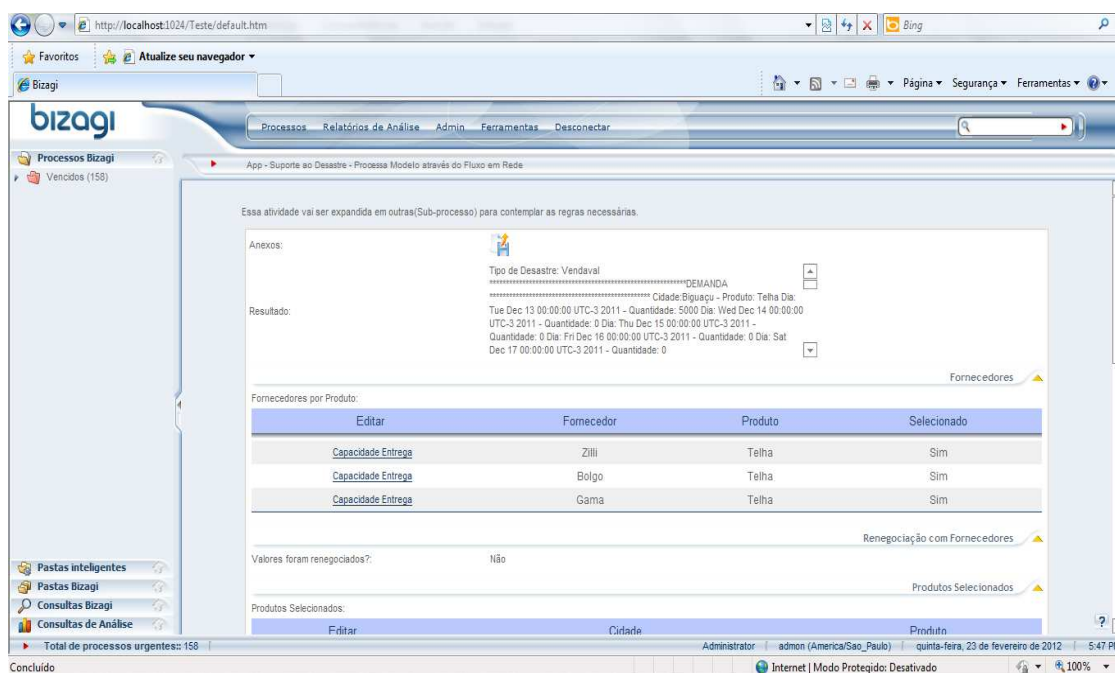 http://localhost:1024/Teste/default.htm
Bing
Favoritos
Atualize seu navegador
Bizagi
Página Segurança Ferramentas
bizagi
Processos Relatórios de Análise Admin Ferramentas Desconectar
Processos Bizagi
Vencidos (158)
App - Suporte ao Desastre - Processa Modelo através do Fluxo em Rede
Essa atividade vai ser expandida em outras(Sub-processo) para contemplar as regras necessárias.
Anexos:
Resultado:
Tipo de Desastre: Vendaval
************************************************************DEMANDA
************************************************* Cidade:Biguaçu - Produto: Telha Dia:
Tue Dec 13 00:00:00 UTC-3 2011 - Quantidade: 5000 Dia: Wed Dec 14 00:00:00
UTC-3 2011 - Quantidade: 0 Dia: Thu Dec 15 00:00:00 UTC-3 2011 -
Quantidade: 0 Dia: Fri Dec 16 00:00:00 UTC-3 2011 - Quantidade: 0 Dia: Sat
Dec 17 00:00:00 UTC-3 2011 - Quantidade: 0
Fornecedores
Fornecedores por Produto:
Editar Fornecedor Produto Selecionado
Capacidade Entrega Zilli Telha Sim
Capacidade Entrega Bolgo Telha Sim
Capacidade Entrega Gama Telha Sim
Renegociação com Fornecedores
Valores foram renegociados?: Não
Produtos Selecionados
Produtos Selecionados:
Editar Cidade Produto
Pastas inteligentes
Pastas Bizagi
Consultas Bizagi
Consultas de Análise
Total de processos urgentes:: 158
Administrator admon (America/Sao_Paulo) quinta-feira, 23 de fevereiro de 2012 5:47 P
Concluído
Internet | Modo Protegido: Desativado
100%